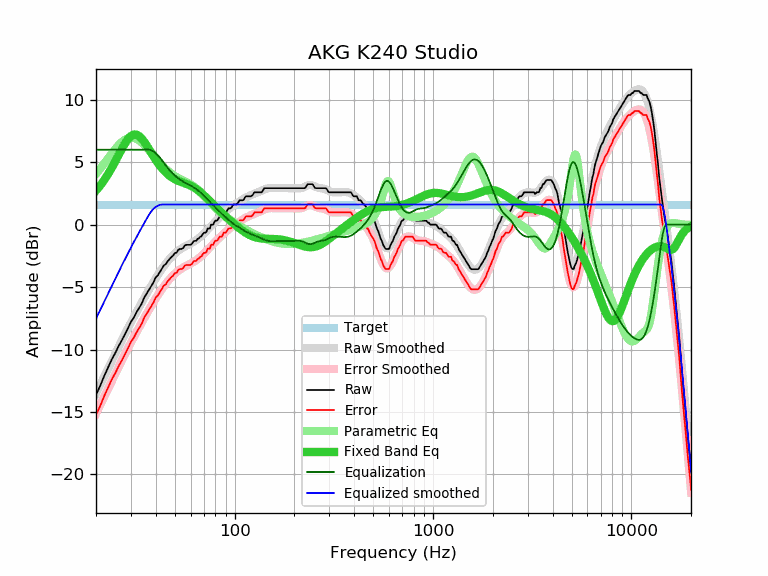 AKG K240 Studio
Amplitude (dBr)
10
5
0
−5
−10
−15
−20
Target
Raw Smoothed
Error Smoothed
Raw
Error
Parametric Eq
Fixed Band Eq
Equalization
Equalized smoothed
100
1000
10000
Frequency (Hz)